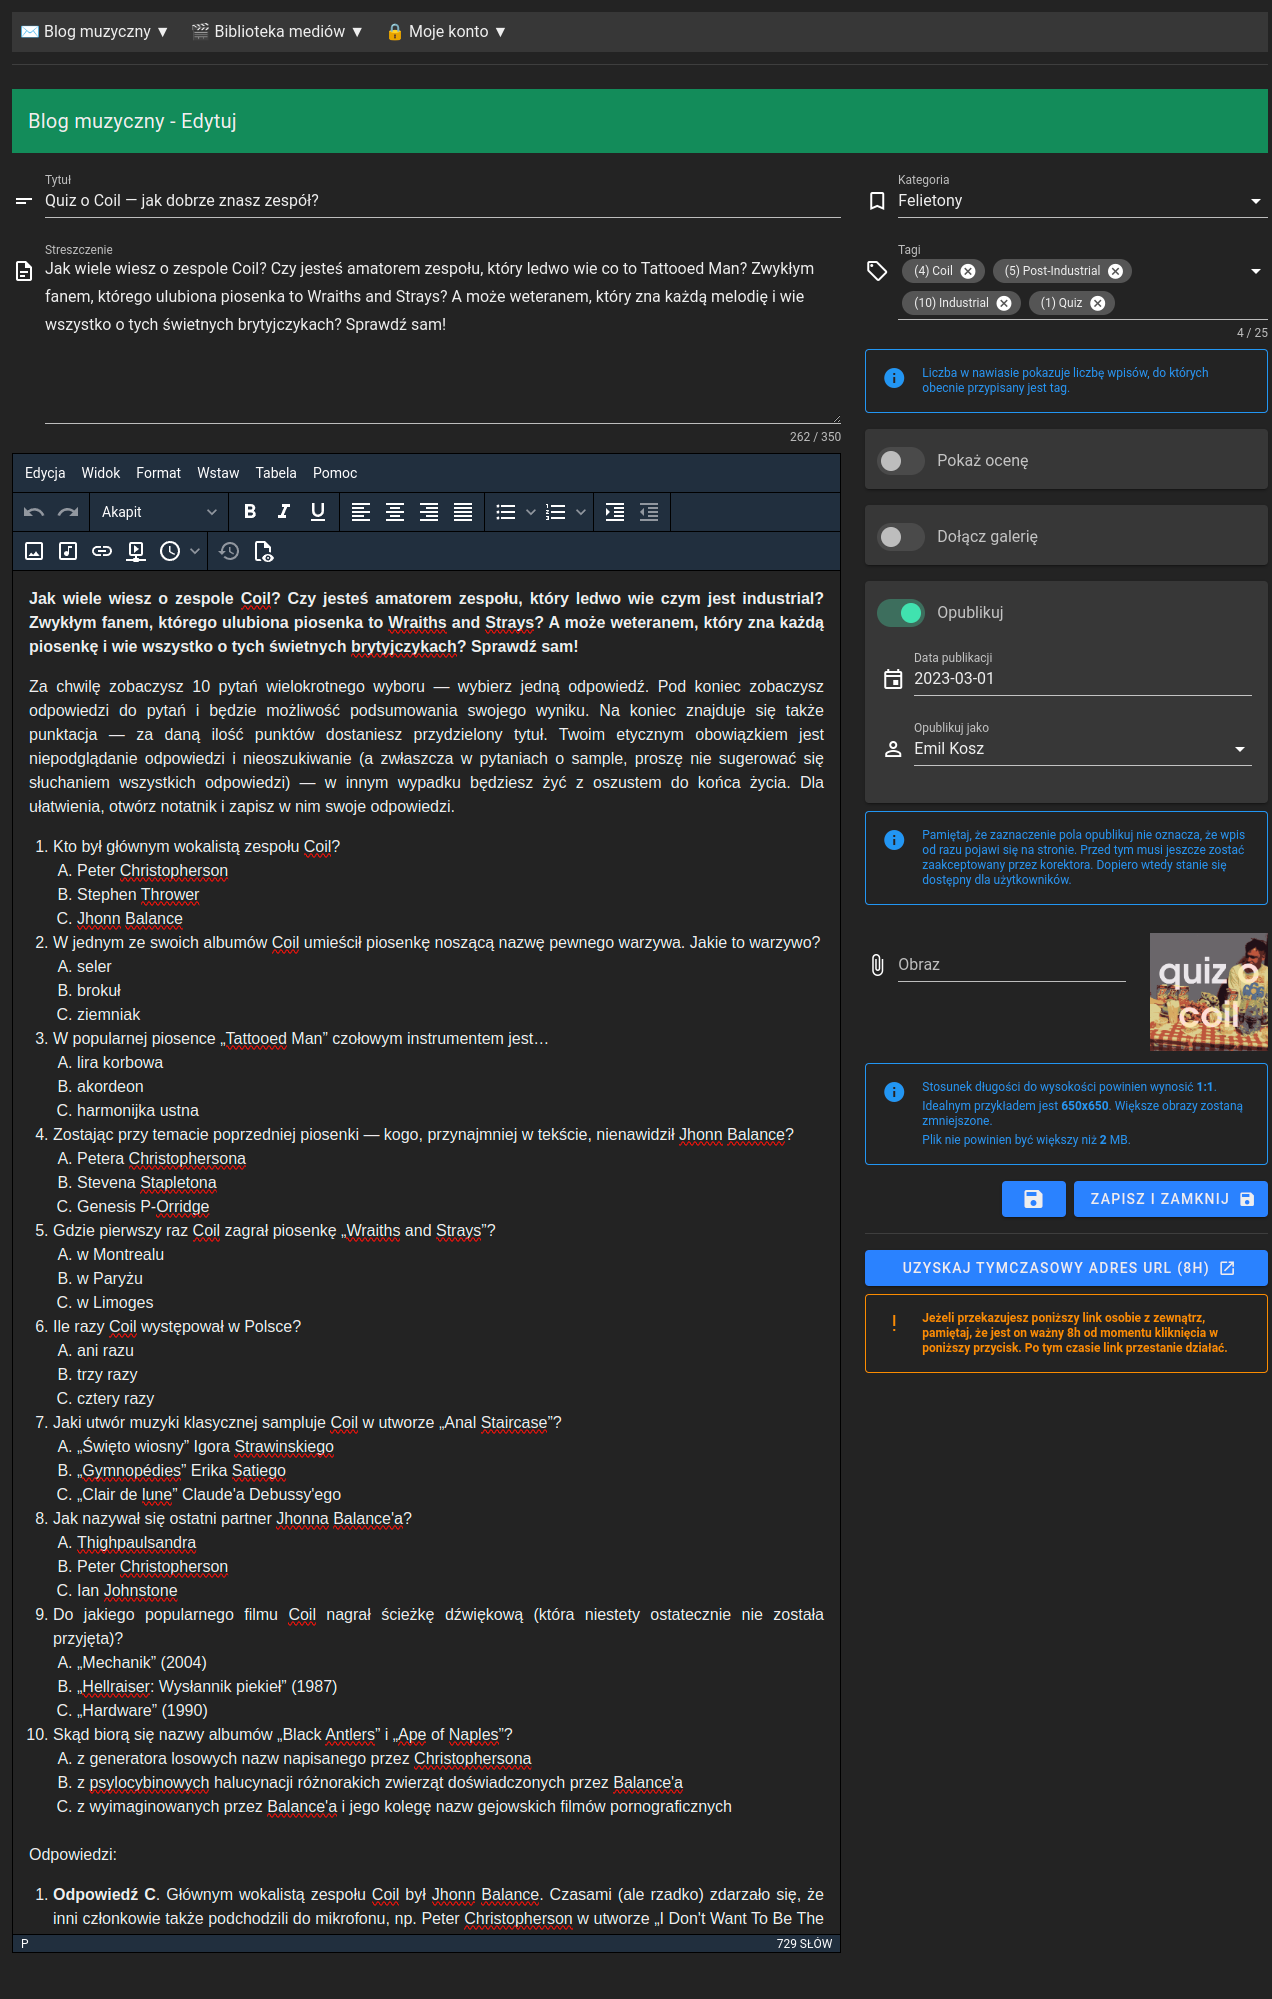 ✉️ Blog muzyczny ▼ 🎬 Biblioteka mediów ▼ 🔒 Moje konto ▼
Blog muzyczny - Edytuj
Tytuł
Quiz o Coil — jak dobrze znasz zespół?
Streszczenie
Jak wiele wiesz o zespole Coil? Czy jesteś amatorem zespołu, który ledwo wie co to Tattooed Man? Zwykłym
fanem, którego ulubiona piosenka to Wraiths and Strays? A może weteranem, który zna każdą melodię i wie
wszystko o tych świetnych brytyjczykach? Sprawdź sam!
262 / 350
Edycja Widok Format Wstaw Tabela Pomoc
Akapit B I U
Jak wiele wiesz o zespole Coil? Czy jesteś amatorem zespołu, który ledwo wie czym jest industrial?
Zwykłym fanem, którego ulubiona piosenka to Wraiths and Strays? A może weteranem, który zna każdą
piosenkę i wie wszystko o tych świetnych brytyjczykach? Sprawdź sam!
Za chwilę zobaczysz 10 pytań wielokrotnego wyboru — wybierz jedną odpowiedź. Pod koniec zobaczysz
odpowiedzi do pytań i będzie możliwość podsumowania swojego wyniku. Na koniec znajduje się także
punktacja — za daną ilość punktów dostaniesz przydzielony tytuł. Twoim etycznym obowiązkiem jest
niepodglądanie odpowiedzi i nieoszukiwanie (a zwłaszcza w pytaniach o sample, proszę nie sugerować się
słuchaniem wszystkich odpowiedzi) — w innym wypadku będziesz żyć z oszustem do końca życia. Dla
ułatwienia, otwórz notatnik i zapisz w nim swoje odpowiedzi.
1. Kto był głównym wokalistą zespołu Coil?
A. Peter Christopherson
B. Stephen Thrower
C. Jhonn Balance
2. W jednym ze swoich albumów Coil umieścił piosenkę noszącą nazwę pewnego warzywa. Jakie to warzywo?
A. seler
B. brokuł
C. ziemniak
3. W popularnej piosence „Tattooed Man” czołowym instrumentem jest…
A. lira korbowa
B. akordeon
C. harmonijka ustna
4. Zostając przy temacie poprzedniej piosenki — kogo, przynajmniej w tekście, nienawidził Jhonn Balance?
A. Petera Christophersona
B. Stevena Stapletona
C. Genesis P-Orridge
5. Gdzie pierwszy raz Coil zagrał piosenkę „Wraiths and Strays”?
A. w Montrealu
B. w Paryżu
C. w Limoges
6. Ile razy Coil występował w Polsce?
A. ani razu
B. trzy razy
C. cztery razy
7. Jaki utwór muzyki klasycznej sampluje Coil w utworze „Anal Staircase”?
A. „Święto wiosny” Igora Strawinskiego
B. „Gymnopédies” Erika Satiego
C. „Clair de lune” Claude'a Debussy'ego
8. Jak nazywał się ostatni partner Jhonna Balance'a?
A. Thighpaulsandra
B. Peter Christopherson
C. Ian Johnstone
9. Do jakiego popularnego filmu Coil nagrał ścieżkę dźwiękową (która niestety ostatecznie nie została
przyjęta)?
A. „Mechanik” (2004)
B. „Hellraiser: Wysłannik piekieł” (1987)
C. „Hardware” (1990)
10. Skąd biorą się nazwy albumów „Black Antlers” i „Ape of Naples”?
A. z generatora losowych nazw napisanego przez Christophersona
B. z psylocybinowych halucynacji różnorakich zwierząt doświadczonych przez Balance'a
C. z wyimaginowanych przez Balance'a i jego kolegę nazw gejowskich filmów pornograficznych
Odpowiedzi:
1. Odpowiedź C. Głównym wokalistą zespołu Coil był Jhonn Balance. Czasami (ale rzadko) zdarzało się, że
inni członkowie także podchodzili do mikrofonu, np. Peter Christopherson w utworze „I Don't Want To Be The
P 729 SŁÓW
Kategoria
Felietony
Tagi
(4) Coil (5) Post-Industrial
(10) Industrial (1) Quiz
4 / 25
Liczba w nawiasie pokazuje liczbę wpisów, do których
obecnie przypisany jest tag.
Pokaż ocenę
Dołącz galerię
Opublikuj
Data publikacji
2023-03-01
Opublikuj jako
Emil Kosz
Pamiętaj, że zaznaczenie pola opublikuj nie oznacza, że wpis
od razu pojawi się na stronie. Przed tym musi jeszcze zostać
zaakceptowany przez korektora. Dopiero wtedy stanie się
dostępny dla użytkowników.
Obraz
quiz o
coil
Stosunek długości do wysokości powinien wynosić 1:1.
Idealnym przykładem jest 650x650. Większe obrazy zostaną
zmniejszone.
Plik nie powinien być większy niż 2 MB.
ZAPISZ I ZAMKNIJ
UZYSKAJ TYMCZASOWY ADRES URL (8H)
Jeżeli przekazujesz poniższy link osobie z zewnątrz,
pamiętaj, że jest on ważny 8h od momentu kliknięcia w
poniższy przycisk. Po tym czasie link przestanie działać.